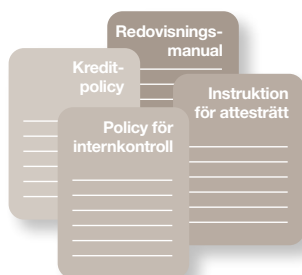 Redovisnings-
manual
Kredit-
policy
Instruktion
för attesträtt
Policy för
internkontroll